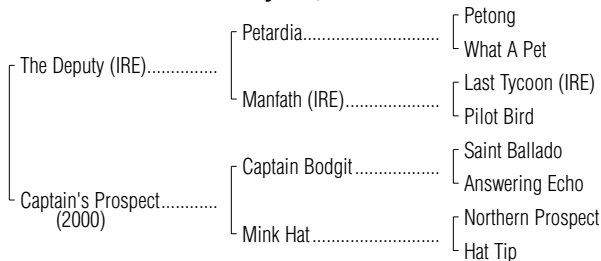 Petong
Petardia
What A Pet
The Deputy (IRE)
Last Tycoon (IRE)
Manfath (IRE)
Pilot Bird
Saint Ballado
Captain Bodgit
Answering Echo
Captain's Prospect
(2000)
Northern Prospect
Mink Hat
Hat Tip